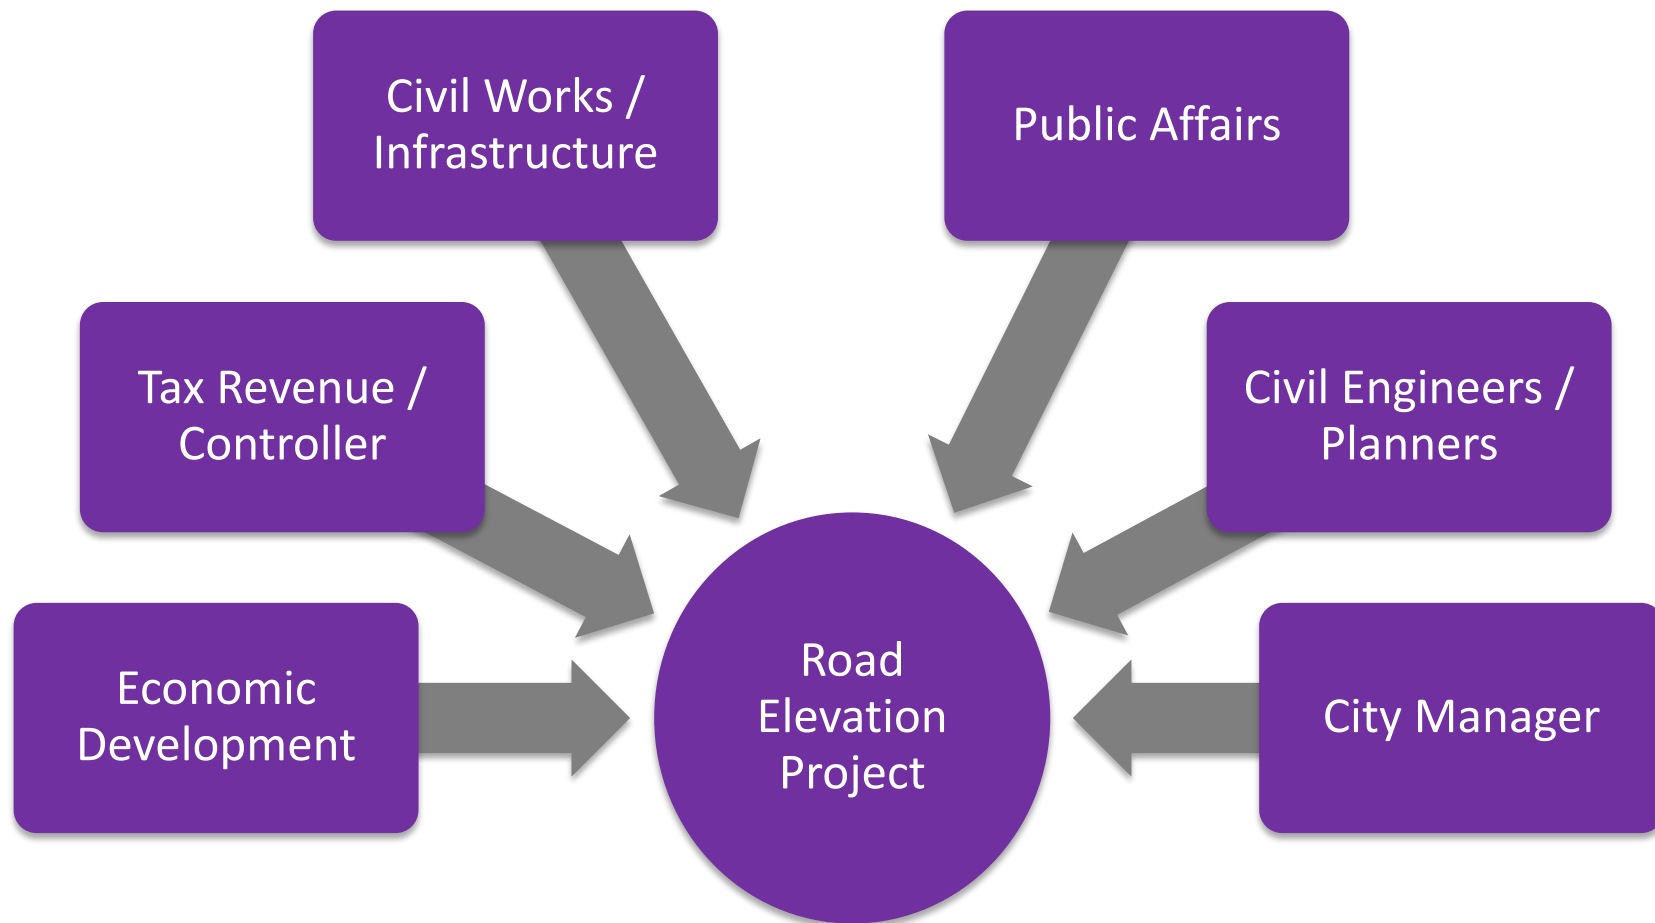 Civil Works /
Infrastructure
Public Affairs
Tax Revenue /
Controller
Civil Engineers /
Planners
Economic
Development
Road
Elevation
Project
City Manager